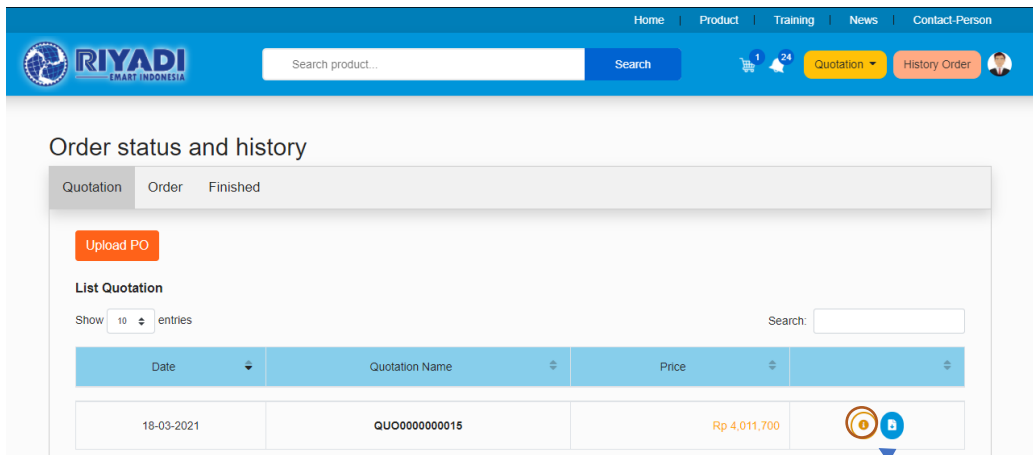 Home | Product | Training | News | Contact-Person
RIYADI
EMART INDONESIA
Search product...
Search
1
24
Quotation
History Order
Order status and history
Quotation Order Finished
Upload PO
List Quotation
Show 10 entries
Search:
Date Quotation Name Price
18-03-2021 QUO0000000015 Rp 4,011,700